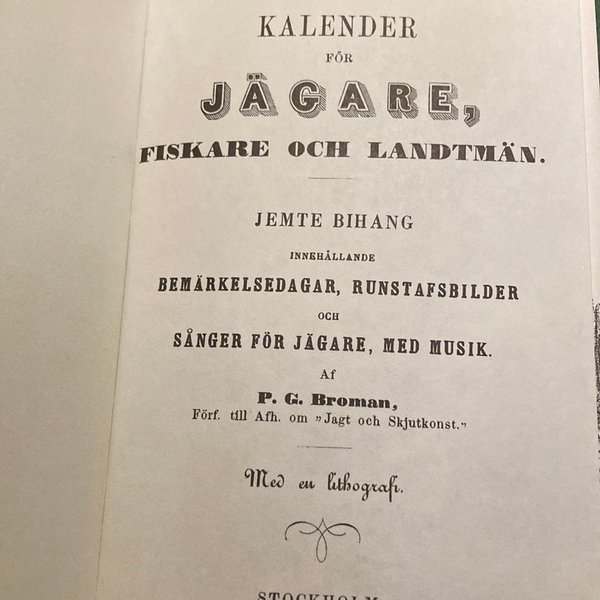 KALENDER
FÖR
JÄGARE,
FISKARE OCH LANDTMÄN.
JEMTE BIHANG
INNEHÅLLANDE
BEMÄRKELSEDAGAR, RUNSTAFSBILDER
OCH
SÅNGER FÖR JÄGARE, MED MUSIK.
Af
P. G. Broman,
Förf. till Afh. om "Jagt och Skjutkonst."
Med en lithografi.
STOCKHOLM